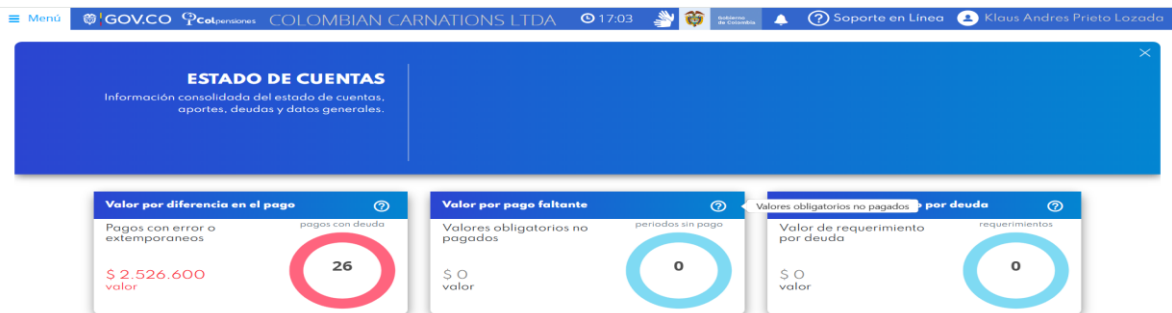 Menú GOV.CO Colpensiones COLOMBIAN CARNATIONS LTDA 17:03 Gobierno de Colombia Soporte en Línea Klaus Andres Prieto Lozada
ESTADO DE CUENTAS
Información consolidada del estado de cuentas,
aportes, deudas y datos generales.
Valor por diferencia en el pago
Pagos con error o
extemporaneos
pagos con deuda
26
$ 2.526.600
valor
Valor por pago faltante
Valores obligatorios no
pagados
periodos sin pago
0
$ 0
valor
Valores obligatorios no pagados
por deuda
Valor de requerimiento
por deuda
requerimientos
0
$ 0
valor